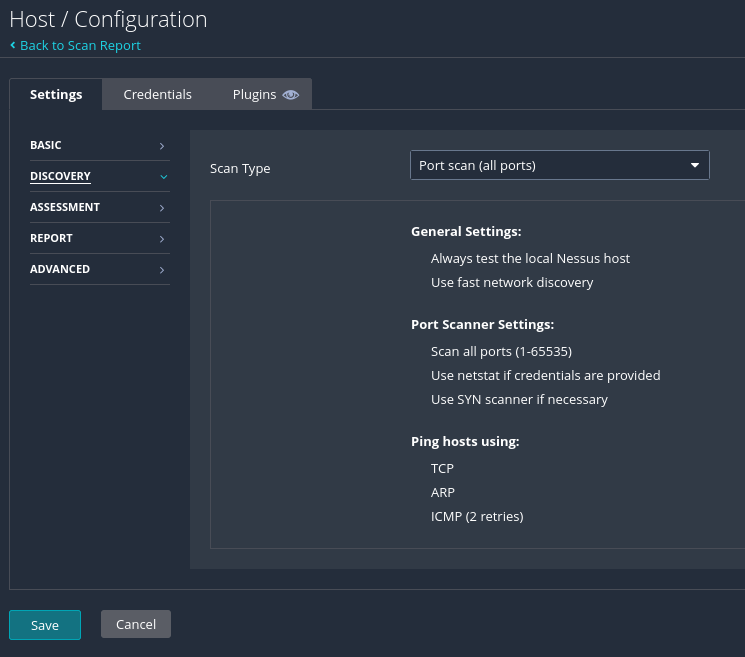 Host / Configuration
Back to Scan Report
Settings
Credentials
Plugins
BASIC
DISCOVERY
ASSESSMENT
REPORT
ADVANCED
Scan Type
Port scan (all ports)
General Settings:
Always test the local Nessus host
Use fast network discovery
Port Scanner Settings:
Scan all ports (1-65535)
Use netstat if credentials are provided
Use SYN scanner if necessary
Ping hosts using:
TCP
ARP
ICMP (2 retries)
Save
Cancel